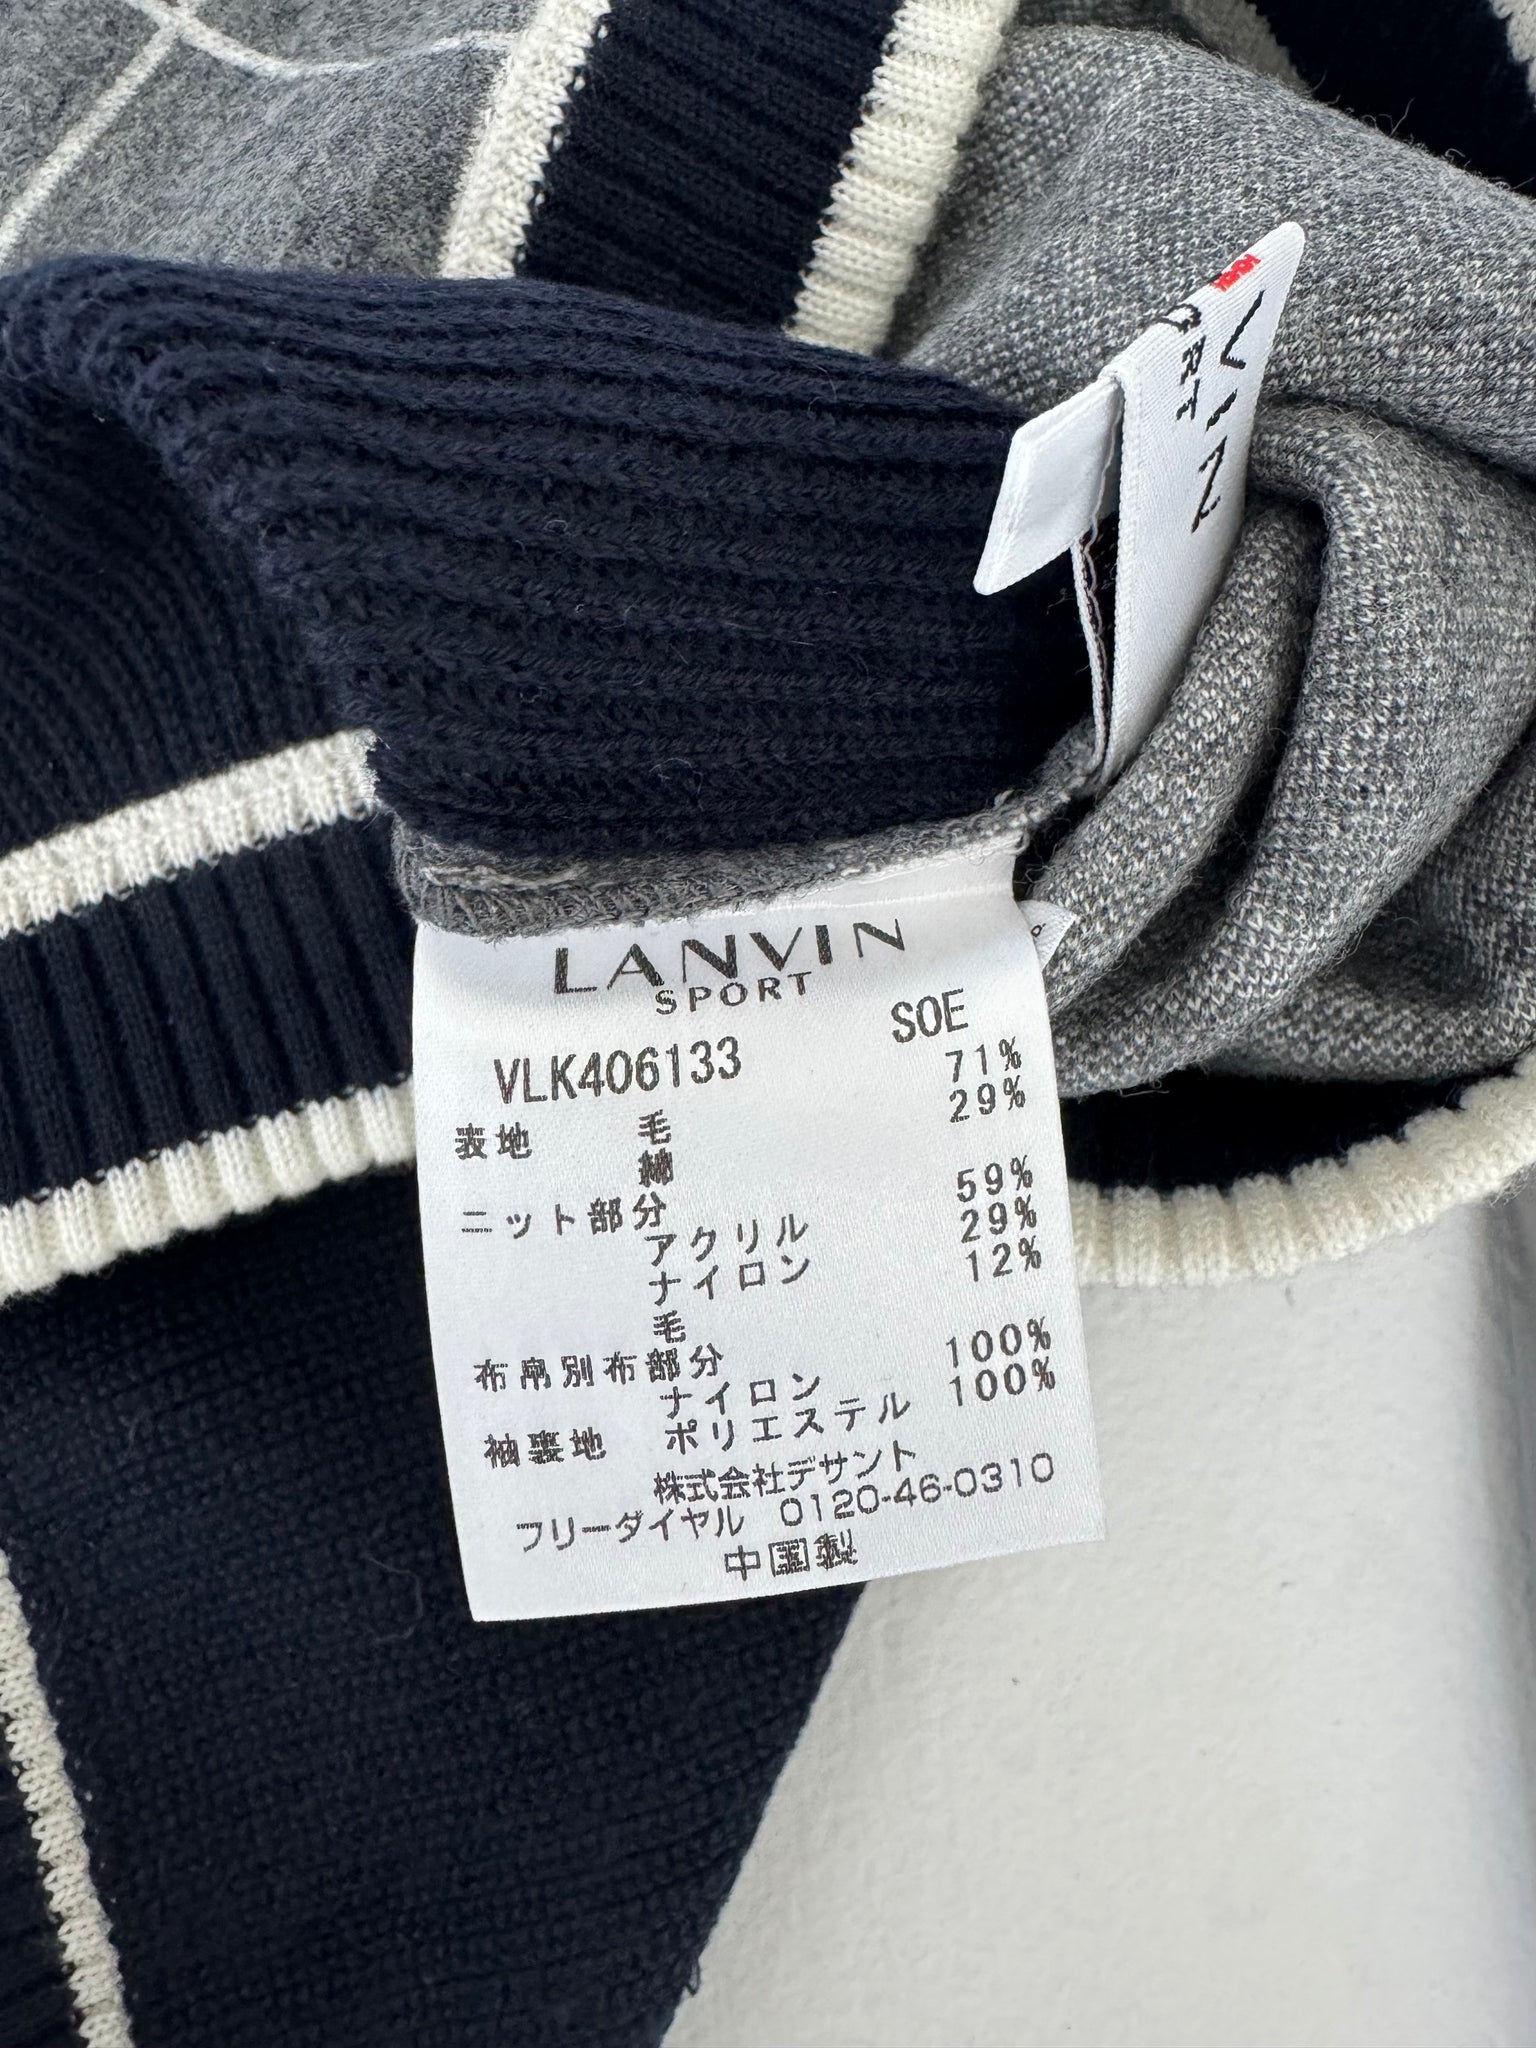 VIN
ORT
LANVIN
SPORT
VLK406133 SOE
表地 毛 71%
綿 29%
ニット部分
アクリル 59%
ナイロン 29%
毛 12%
布帛別布部分
ナイロン 100%
袖裏地 ポリエステル 100%
株式会社デサント
フリーダイヤル 0120-46-0310
中国製